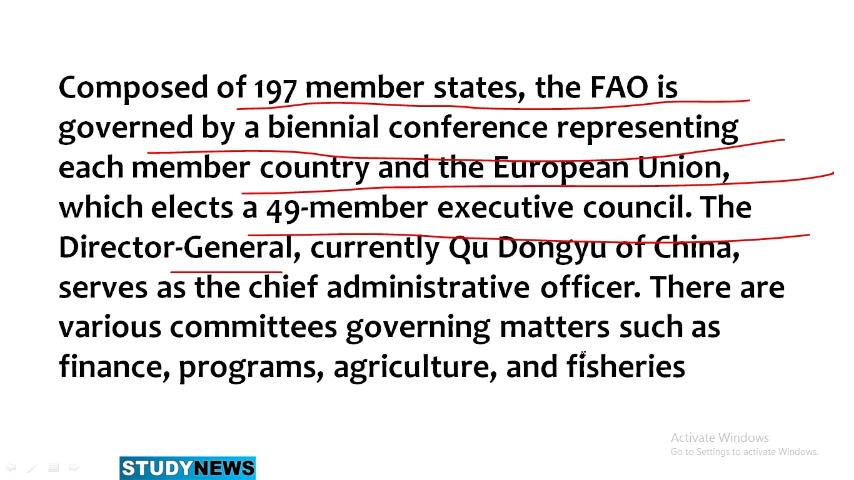 Composed of 197 member states, the FAO is
governed by a biennial conference representing
each member country and the European Union,
which elects a 49-member executive council. The
Director-General, currently Qu Dongyu of China,
serves as the chief administrative officer. There are
various committees governing matters such as
finance, programs, agriculture, and fisheries
Activate Windows
Go to Settings to activate Windows.
STUDYNEWS